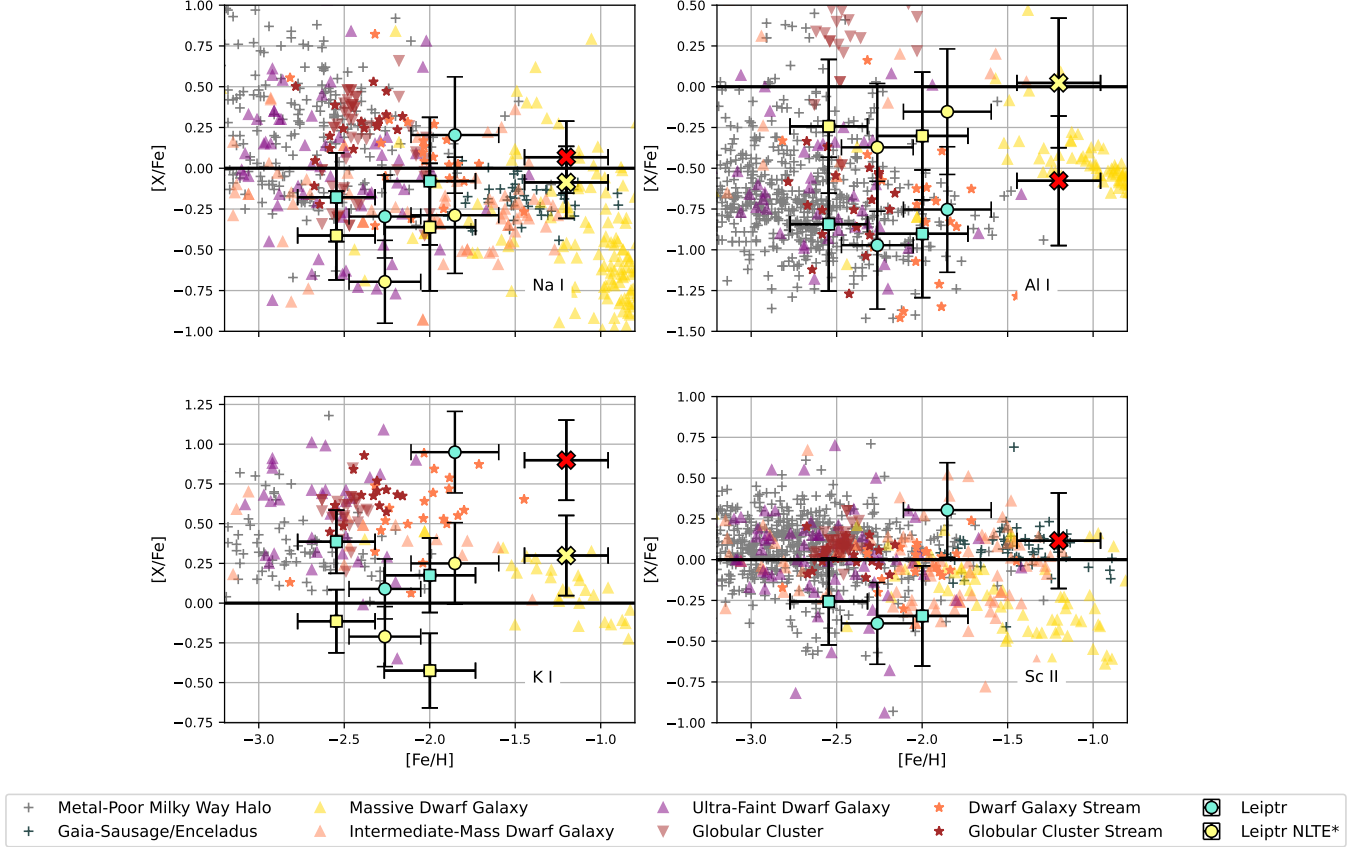 1.00
0.75
0.50
0.25
0.00
−0.25
−0.50
−0.75
−1.00
[X/Fe]
Na I
0.50
0.25
0.00
−0.25
−0.50
−0.75
−1.00
−1.25
−1.50
[X/Fe]
Al I
1.25
1.00
0.75
0.50
0.25
0.00
−0.25
−0.50
−0.75
[X/Fe]
K I
−3.0 −2.5 −2.0 −1.5 −1.0
[Fe/H]
1.00
0.75
0.50
0.25
0.00
−0.25
−0.50
−0.75
−1.00
[X/Fe]
Sc II
−3.0 −2.5 −2.0 −1.5 −1.0
[Fe/H]
Metal-Poor Milky Way Halo Massive Dwarf Galaxy Ultra-Faint Dwarf Galaxy Dwarf Galaxy Stream Leiptr
Gaia-Sausage/Enceladus Intermediate-Mass Dwarf Galaxy Globular Cluster Globular Cluster Stream Leiptr NLTE*